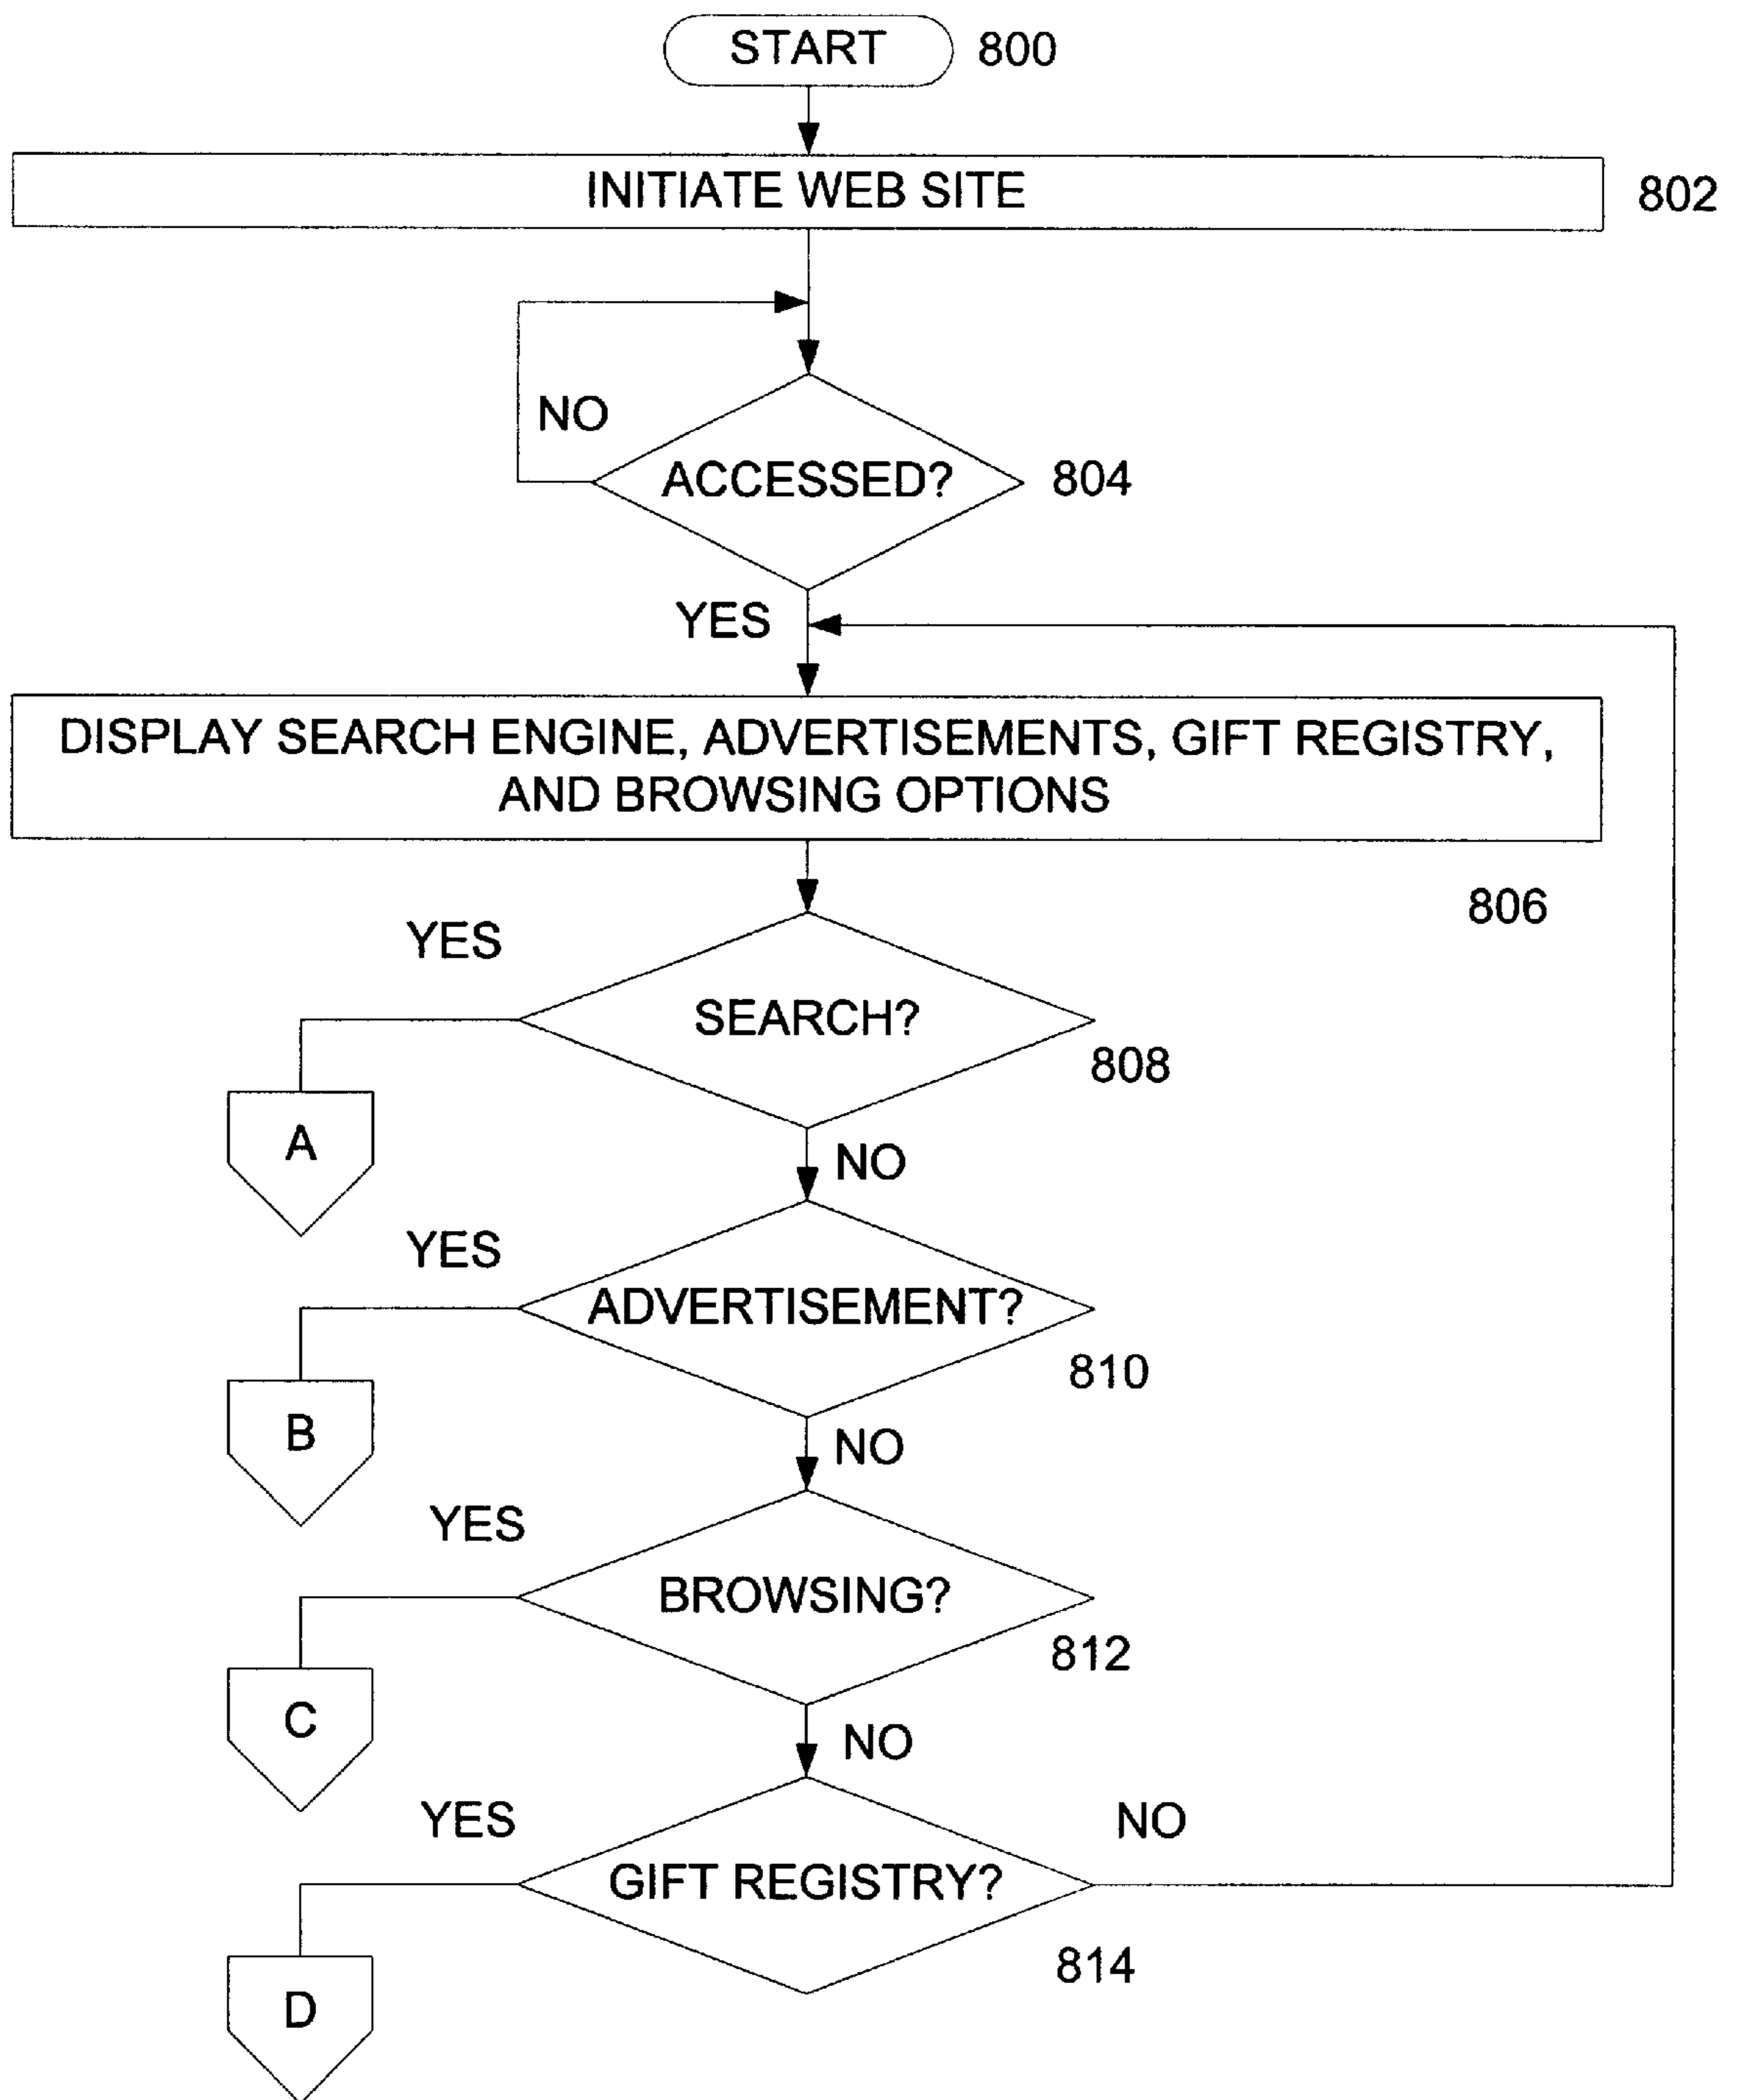 START 800
INITIATE WEB SITE 802
NO
ACCESSED? 804
YES
DISPLAY SEARCH ENGINE, ADVERTISEMENTS, GIFT REGISTRY,
AND BROWSING OPTIONS
806
YES
SEARCH?
808
A
NO
YES
ADVERTISEMENT?
810
B
NO
YES
BROWSING?
812
C
NO
YES
NO
GIFT REGISTRY?
814
D